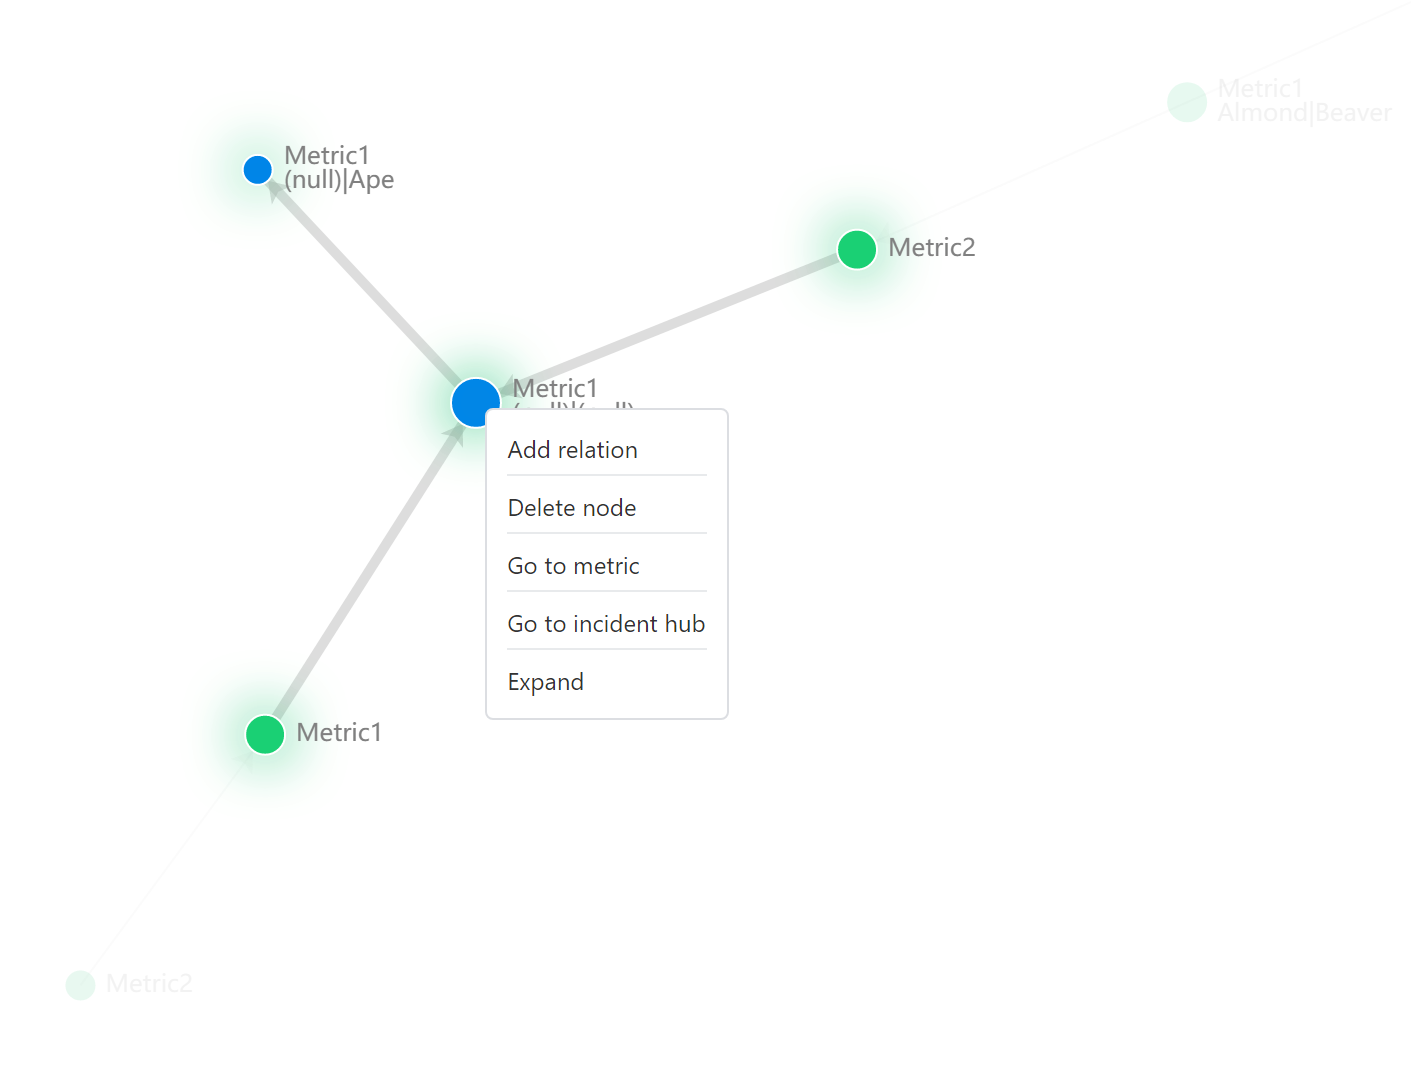 Metric1
Almond|Beaver
Metric1
(null)|Ape
Metric2
Metric1
Add relation
Delete node
Go to metric
Go to incident hub
Expand
Metric1
Metric2